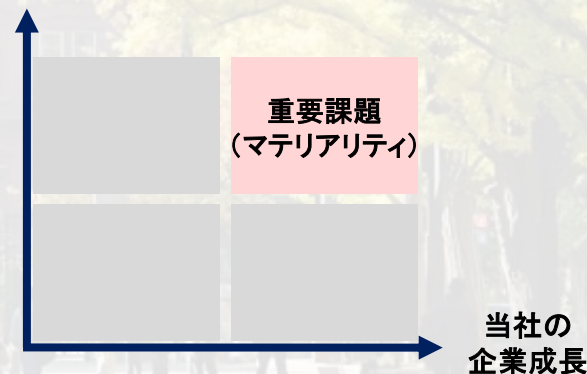 重要課題
（マテリアリティ）
当社の
企業成長